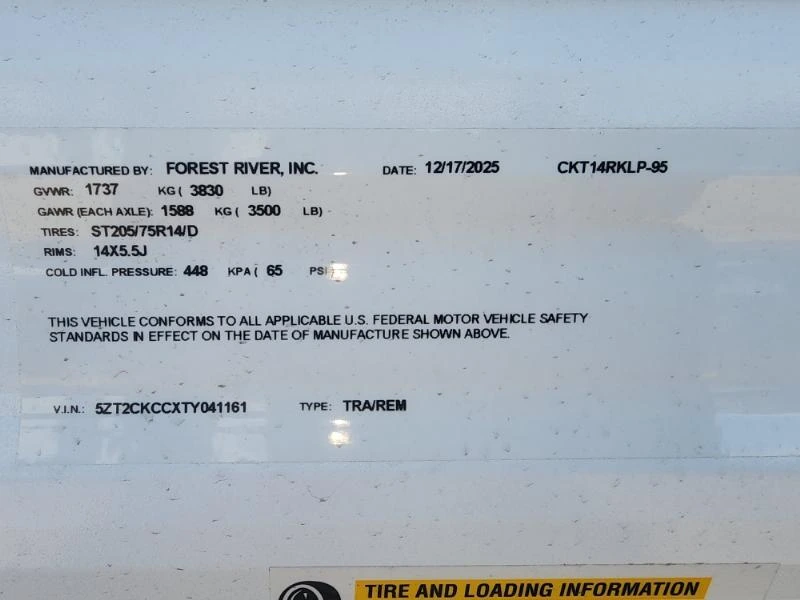 MANUFACTURED BY: FOREST RIVER, INC. DATE: 12/17/2025 CKT14RKLP-95
GVWR: 1737 KG ( 3830 LB)
GAWR (EACH AXLE): 1588 KG ( 3500 LB)
TIRES: ST205/75R14/D
RIMS: 14X5.5J
COLD INFL. PRESSURE: 448 KPA ( 65 PSI)
THIS VEHICLE CONFORMS TO ALL APPLICABLE U.S. FEDERAL MOTOR VEHICLE SAFETY
STANDARDS IN EFFECT ON THE DATE OF MANUFACTURE SHOWN ABOVE.
V.I.N.: 5ZT2CKCCXTY041161 TYPE: TRA/REM
TIRE AND LOADING INFORMATION